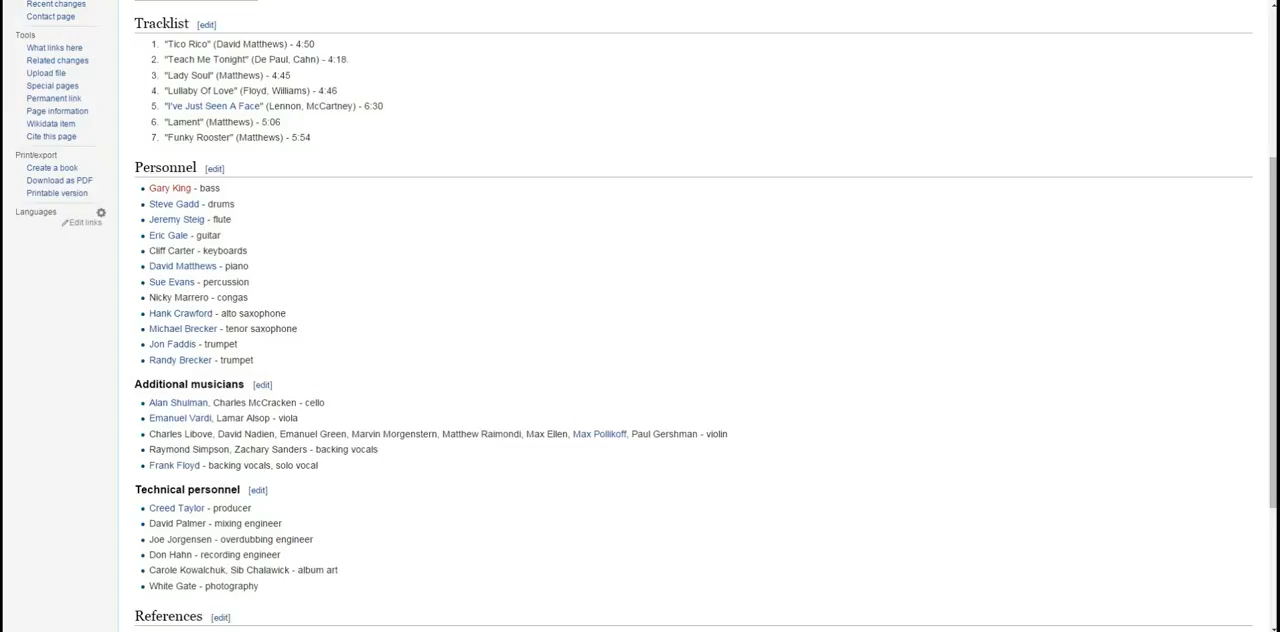 Recent changes
Contact page
Tools
What links here
Related changes
Upload file
Special pages
Permanent link
Page information
Wikidata item
Cite this page
Print/export
Create a book
Download as PDF
Printable version
Languages
Edit links
Tracklist [edit]
1. "Tico Rico" (David Matthews) - 4:50
2. "Teach Me Tonight" (De Paul, Cahn) - 4:18.
3. "Lady Soul" (Matthews) - 4:45
4. "Lullaby Of Love" (Floyd, Williams) - 4:46
5. "I've Just Seen A Face" (Lennon, McCartney) - 6:30
6. "Lament" (Matthews) - 5:06
7. "Funky Rooster" (Matthews) - 5:54
Personnel [edit]
• Gary King - bass
• Steve Gadd - drums
• Jeremy Steig - flute
• Eric Gale - guitar
• Cliff Carter - keyboards
• David Matthews - piano
• Sue Evans - percussion
• Nicky Marrero - congas
• Hank Crawford - alto saxophone
• Michael Brecker - tenor saxophone
• Jon Faddis - trumpet
• Randy Brecker - trumpet
Additional musicians [edit]
• Alan Shulman, Charles McCracken - cello
• Emanuel Vardi, Lamar Alsop - viola
• Charles Libove, David Nadien, Emanuel Green, Marvin Morgenstern, Matthew Raimondi, Max Ellen, Max Pollikoff, Paul Gershman - violin
• Raymond Simpson, Zachary Sanders - backing vocals
• Frank Floyd - backing vocals, solo vocal
Technical personnel [edit]
• Creed Taylor - producer
• David Palmer - mixing engineer
• Joe Jorgensen - overdubbing engineer
• Don Hahn - recording engineer
• Carole Kowalchuk, Sib Chalawick - album art
• White Gate - photography
References [edit]